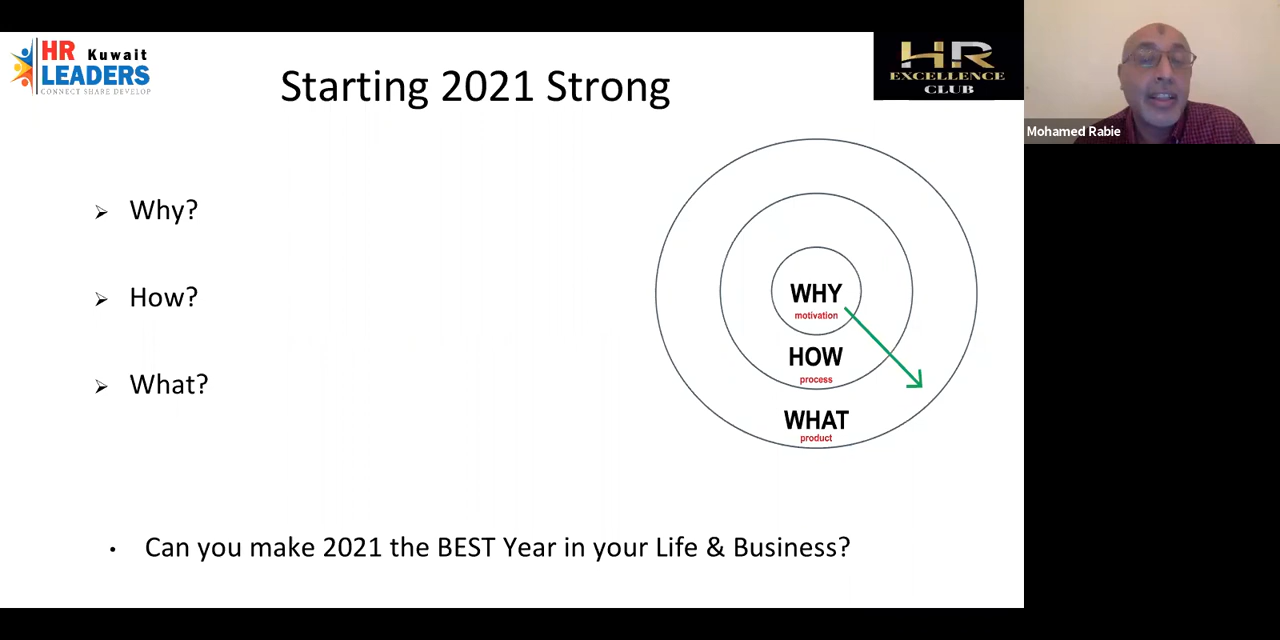 HR Kuwait
LEADERS
CONNECT SHARE DEVELOP
Starting 2021 Strong
HR
EXCELLENCE
CLUB
Mohamed Rabie
Why?
How?
What?
WHY
motivation
HOW
process
WHAT
product
Can you make 2021 the BEST Year in your Life & Business?